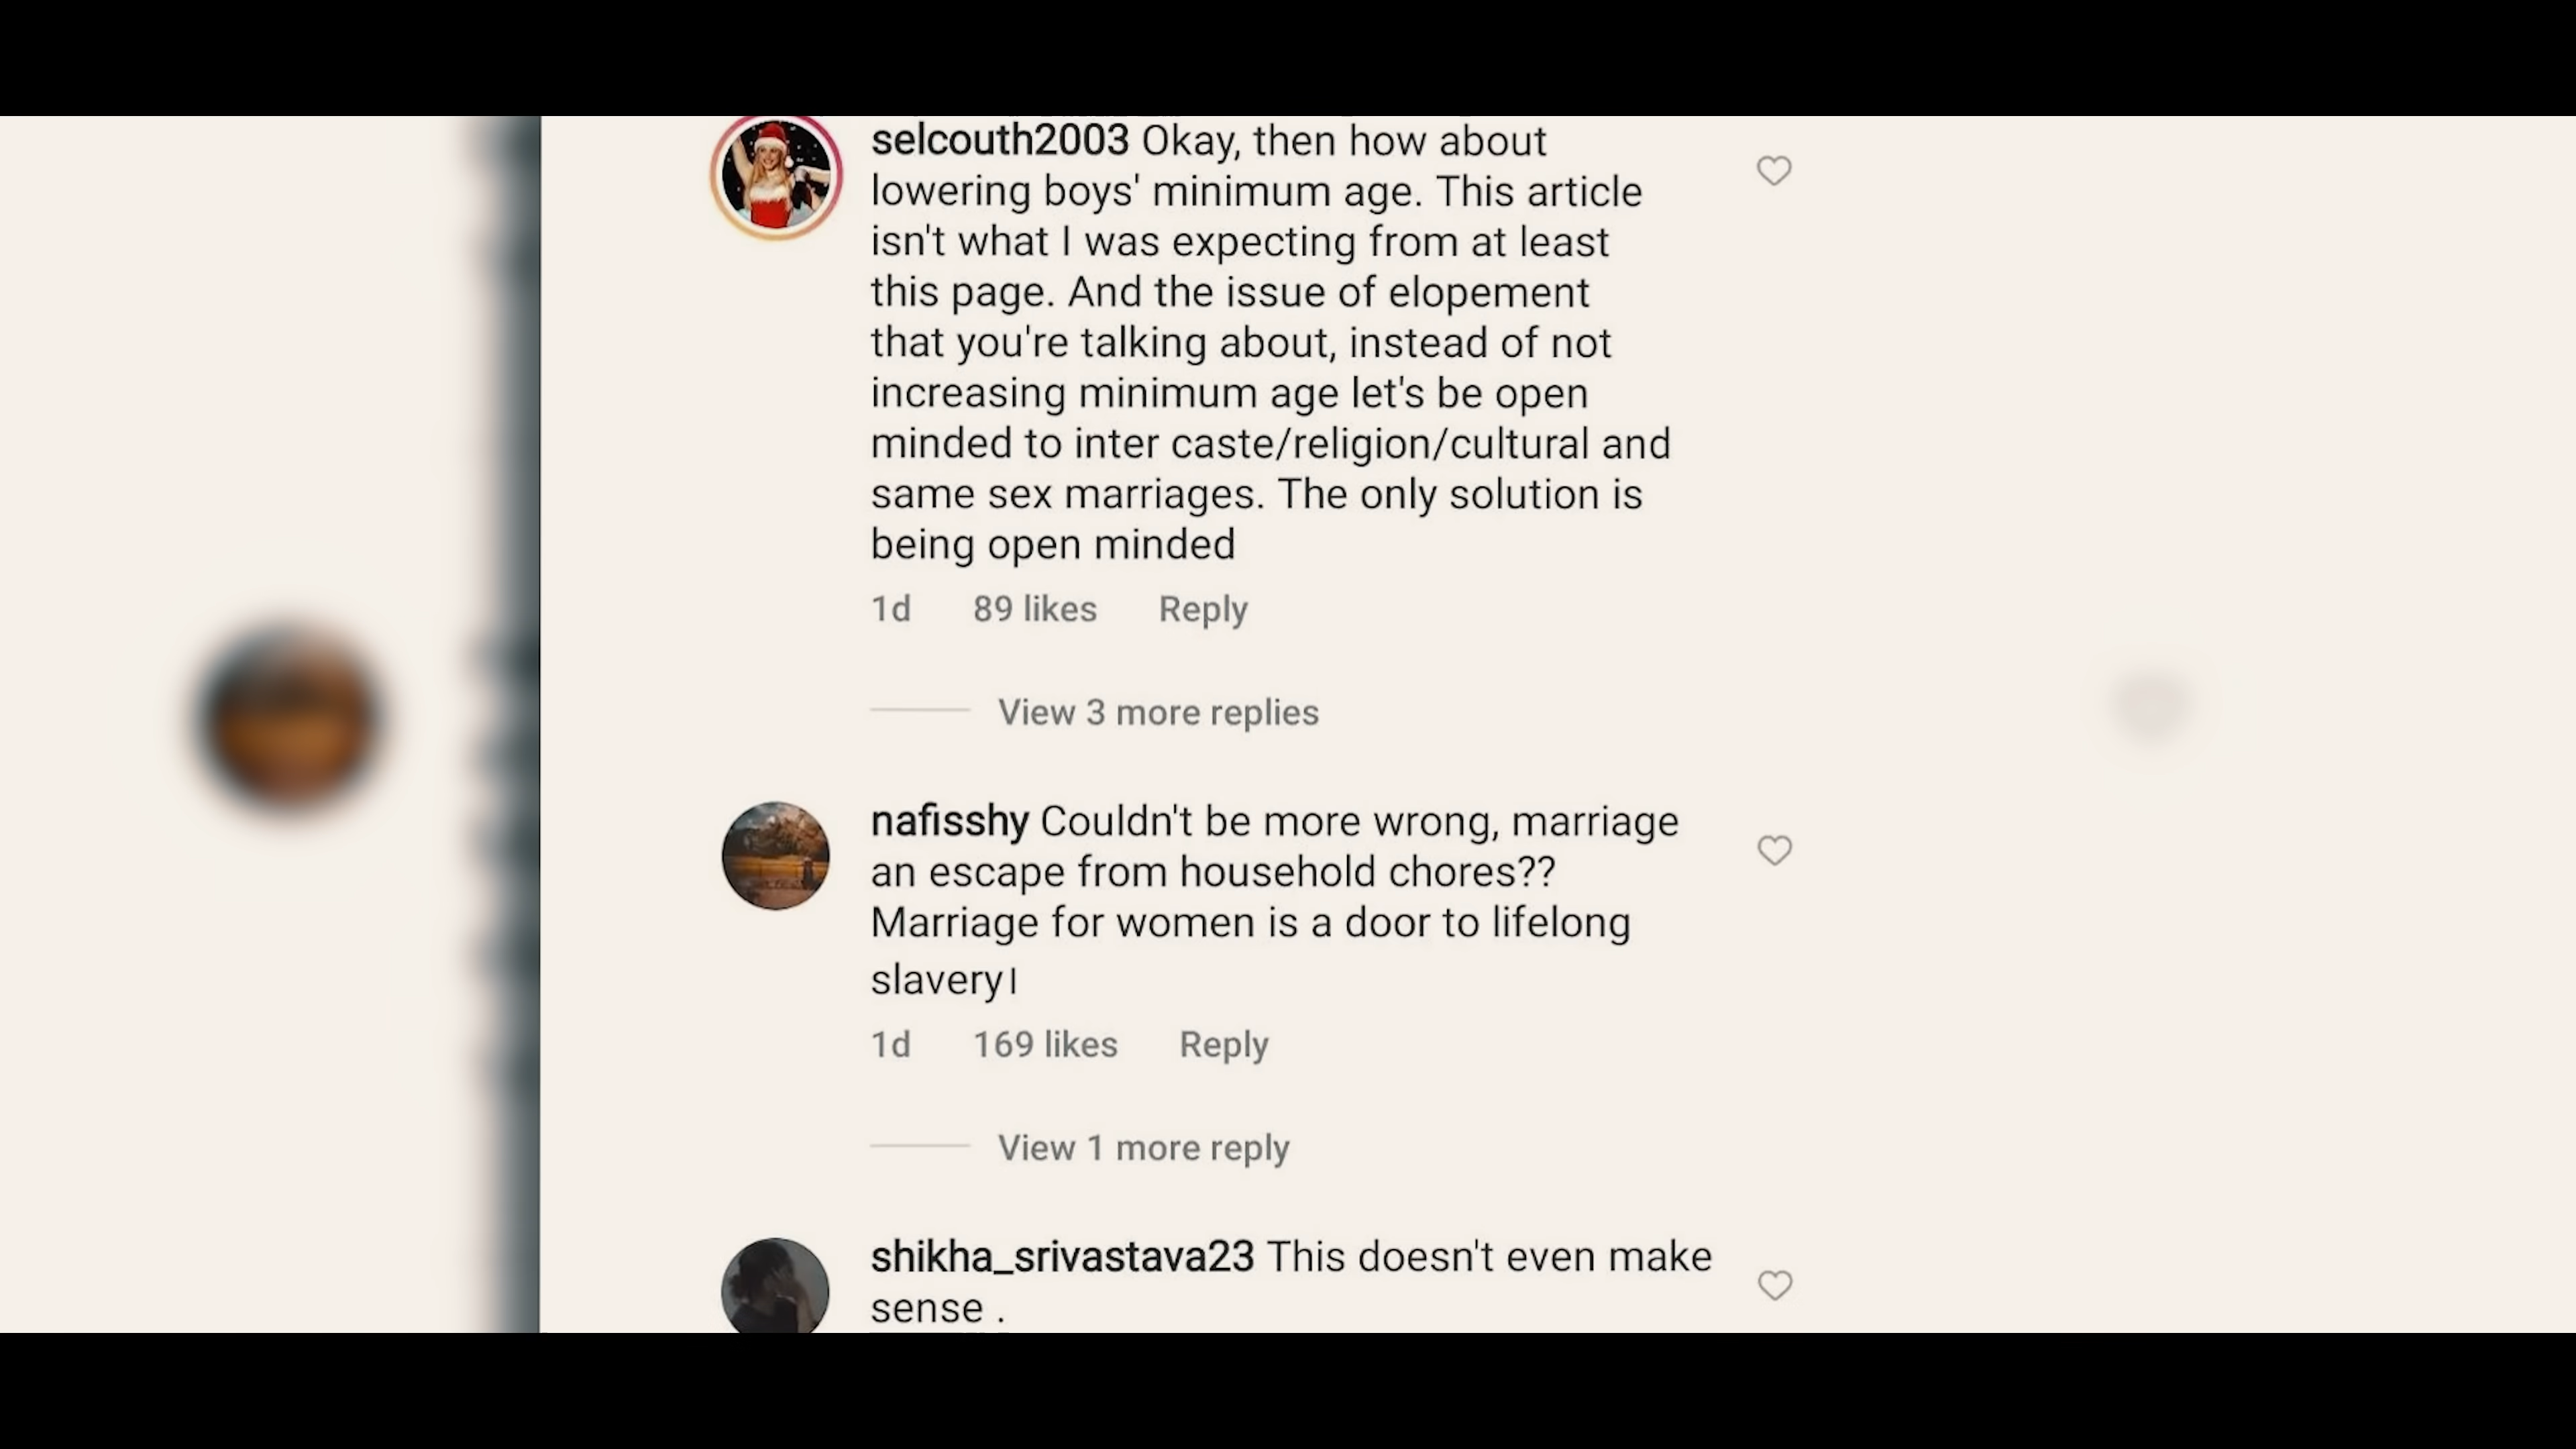 selcouth2003 Okay, then how about
lowering boys' minimum age. This article
isn't what I was expecting from at least
this page. And the issue of elopement
that you're talking about, instead of not
increasing minimum age let's be open
minded to inter caste/religion/cultural and
same sex marriages. The only solution is
being open minded
1d 89 likes Reply
View 3 more replies
nafisshy Couldn't be more wrong, marriage
an escape from household chores??
Marriage for women is a door to lifelong
slavery।
1d 169 likes Reply
View 1 more reply
shikha_srivastava23 This doesn't even make
sense .